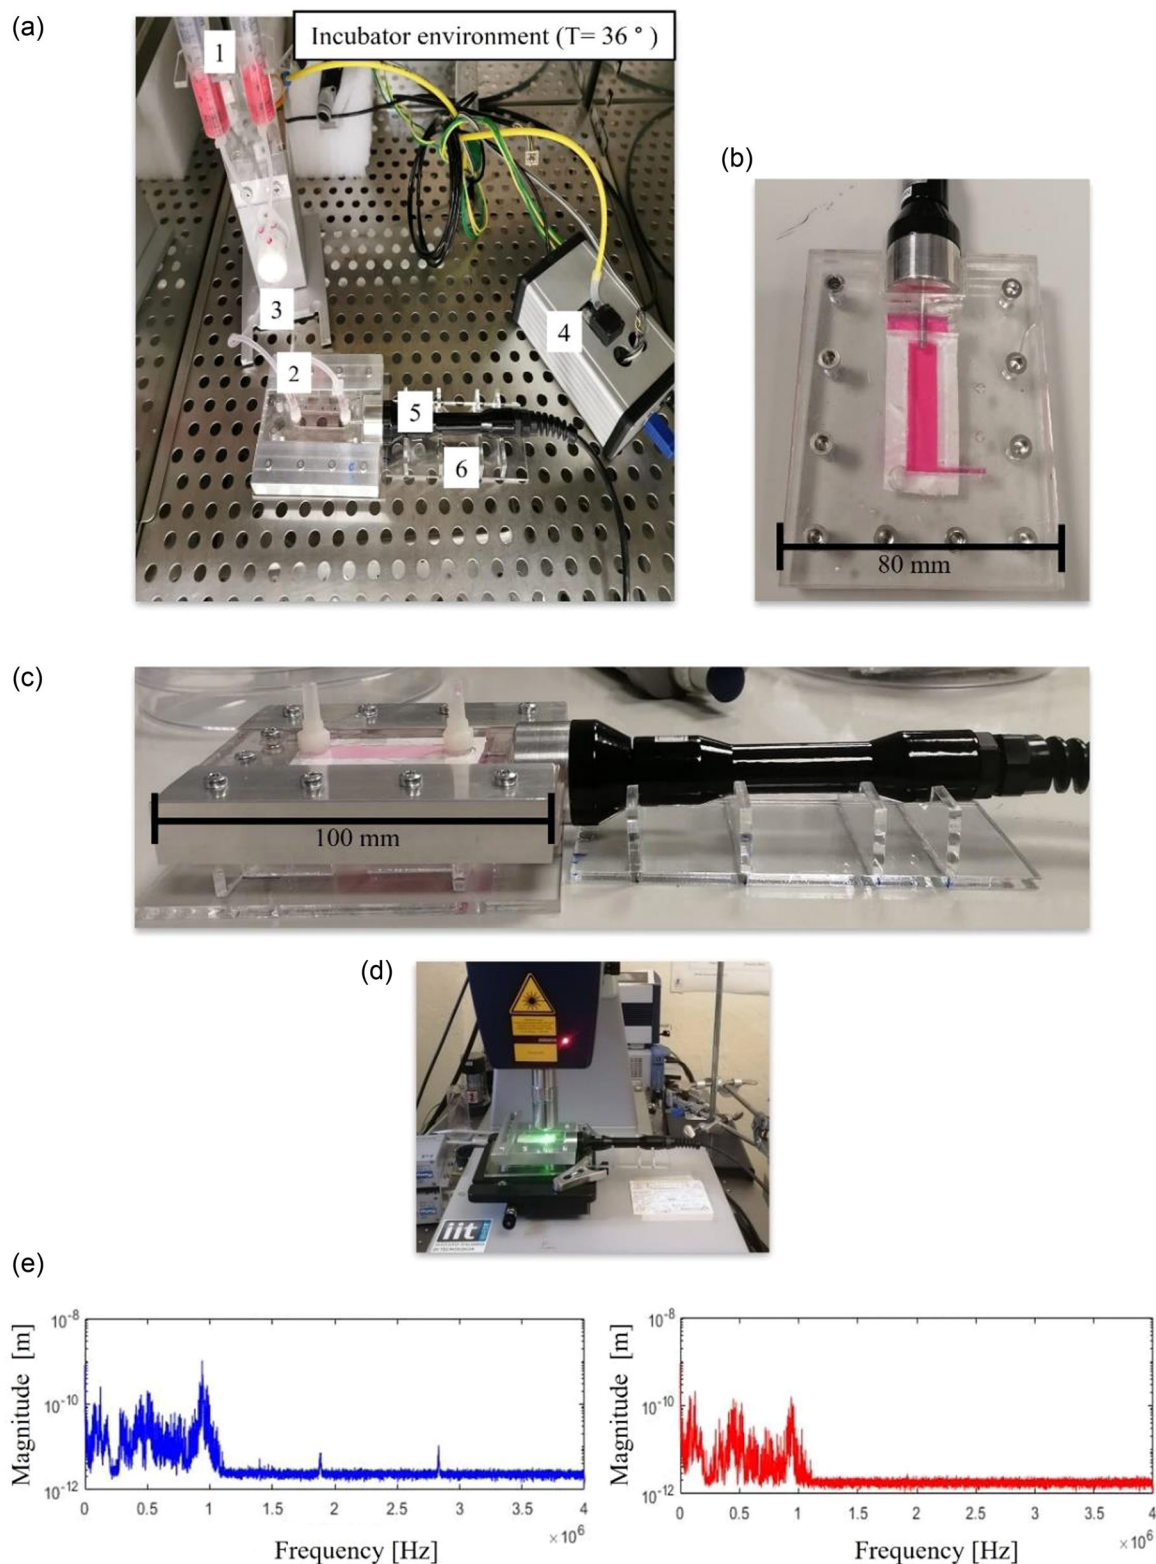 (a)
Incubator environment (T= 36 ° )
1
3
2
4
5
6
(b)
80 mm
(c)
100 mm
(d)
iit
(e)
10-8
10-10
10-12
Magnitude [m]
0 0.5 1 1.5 2 2.5 3 3.5 4
×10^6
Frequency [Hz]
10-8
10-10
10-12
Magnitude [m]
0 0.5 1 1.5 2 2.5 3 3.5 4
×10^6
Frequency [Hz]